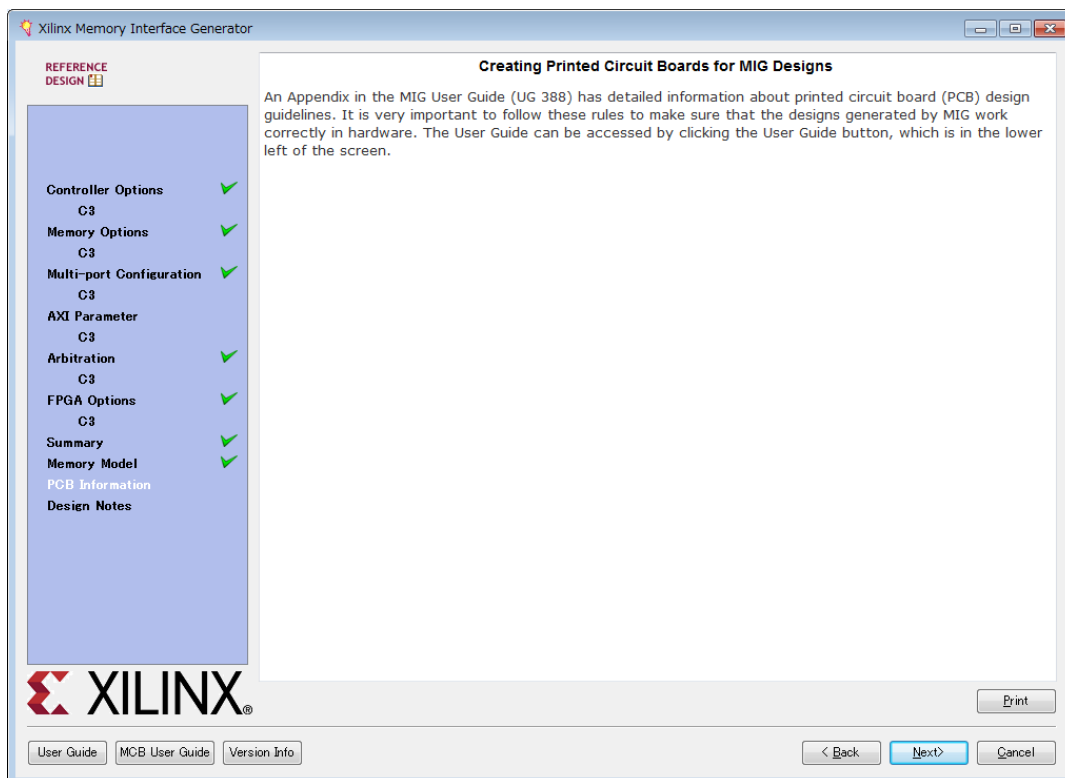 Xilinx Memory Interface Generator
REFERENCE
DESIGN
Creating Printed Circuit Boards for MIG Designs
An Appendix in the MIG User Guide (UG 388) has detailed information about printed circuit board (PCB) design
guidelines. It is very important to follow these rules to make sure that the designs generated by MIG work
correctly in hardware. The User Guide can be accessed by clicking the User Guide button, which is in the lower
left of the screen.
Controller Options
C3
Memory Options
C3
Multi-port Configuration
C3
AXI Parameter
C3
Arbitration
C3
FPGA Options
C3
Summary
Memory Model
PCB Information
Design Notes
XILINX®
Print
User Guide
MCB User Guide
Version Info
< Back
Next>
Cancel